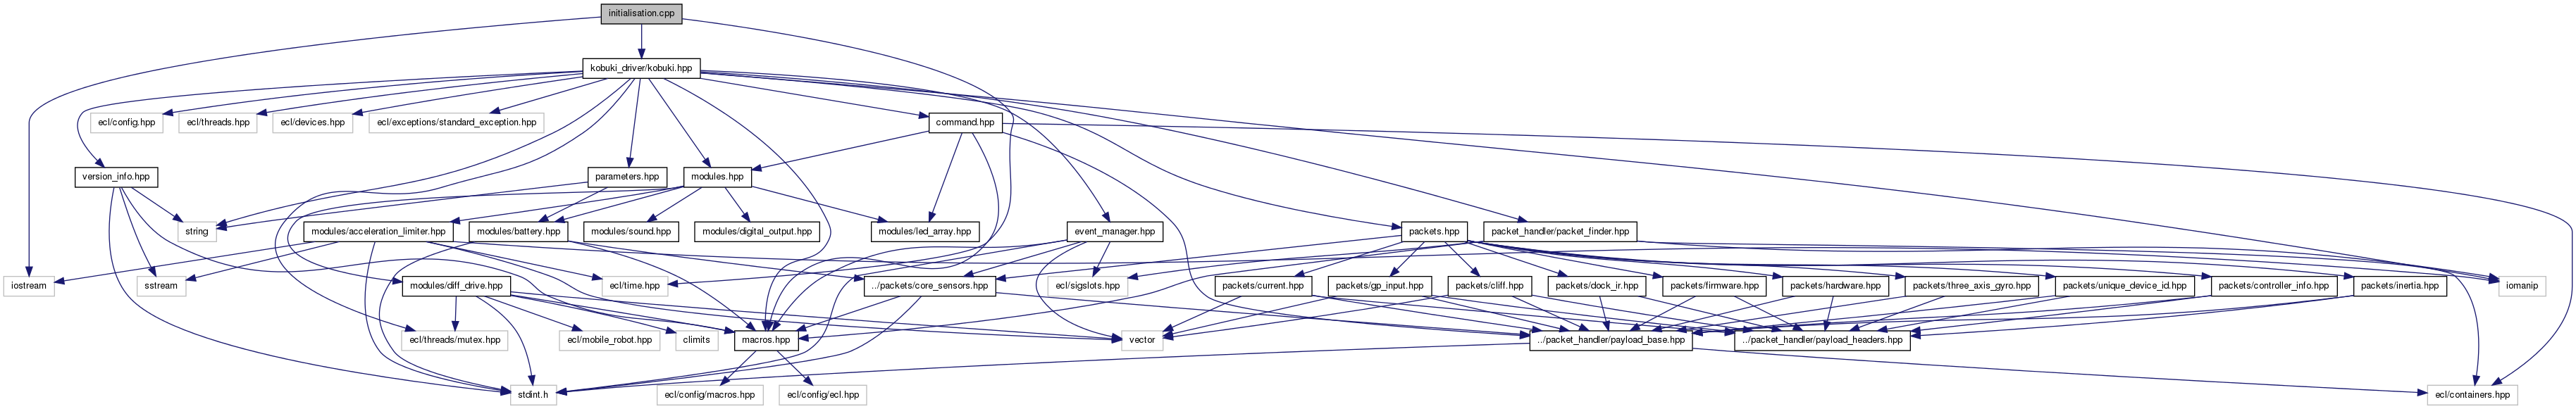 initialisation.cpp
kobuki_driver/kobuki.hpp
ecl/config.hpp
ecl/threads.hpp
ecl/devices.hpp
ecl/exceptions/standard_exception.hpp
command.hpp
version_info.hpp
parameters.hpp
modules.hpp
string
modules/acceleration_limiter.hpp
modules/battery.hpp
modules/sound.hpp
modules/digital_output.hpp
modules/led_array.hpp
event_manager.hpp
packets.hpp
packet_handler/packet_finder.hpp
iostream
sstream
modules/diff_drive.hpp
ecl/time.hpp
../packets/core_sensors.hpp
ecl/sigslots.hpp
packets/current.hpp
packets/gp_input.hpp
packets/cliff.hpp
packets/dock_ir.hpp
packets/firmware.hpp
packets/hardware.hpp
packets/three_axis_gyro.hpp
packets/unique_device_id.hpp
packets/controller_info.hpp
packets/inertia.hpp
iomanip
ecl/threads/mutex.hpp
ecl/mobile_robot.hpp
climits
macros.hpp
vector
../packet_handler/payload_base.hpp
../packet_handler/payload_headers.hpp
stdint.h
ecl/config/macros.hpp
ecl/config/ecl.hpp
ecl/containers.hpp